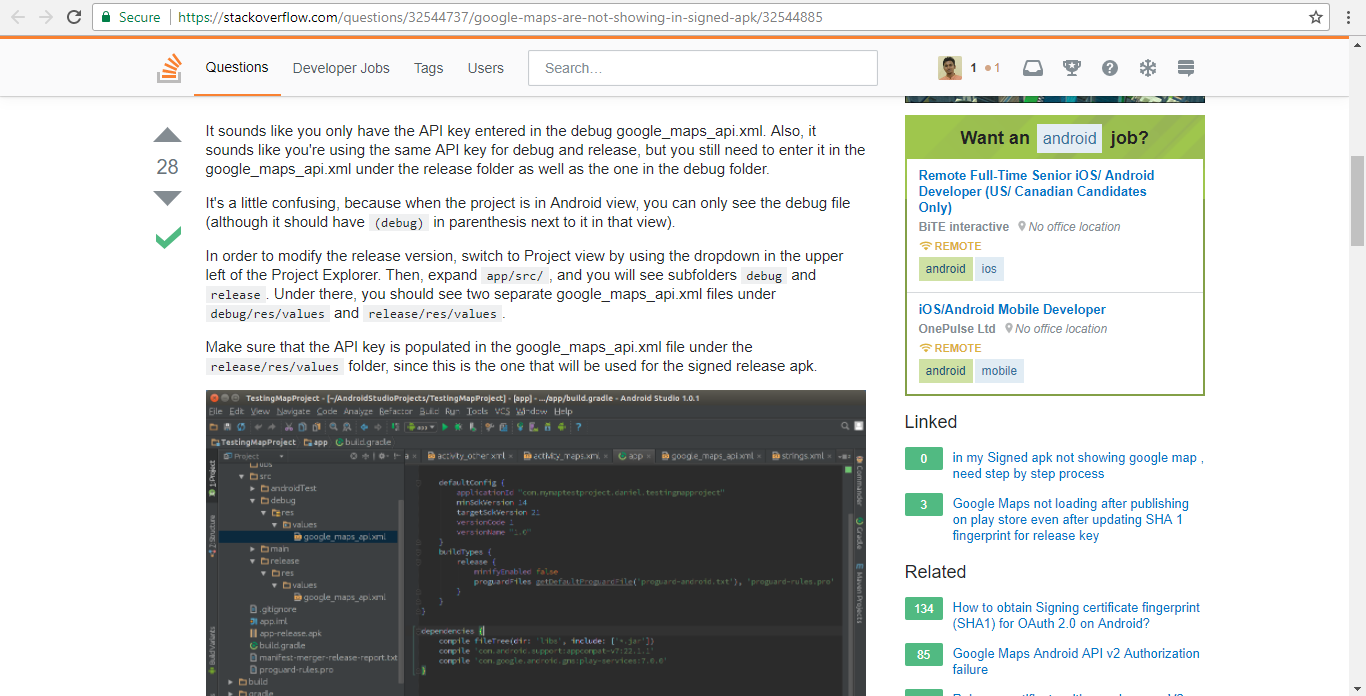 Secure
https://stackoverflow.com/questions/32544737/google-maps-are-not-showing-in-signed-apk/32544885
Questions
Developer Jobs
Tags
Users
Search…
1
1
It sounds like you only have the API key entered in the debug google_maps_api.xml. Also, it
sounds like you're using the same API key for debug and release, but you still need to enter it in the
google_maps_api.xml under the release folder as well as the one in the debug folder.
28
It's a little confusing, because when the project is in Android view, you can only see the debug file
(although it should have (debug) in parenthesis next to it in that view).
In order to modify the release version, switch to Project view by using the dropdown in the upper
left of the Project Explorer. Then, expand app/src/ , and you will see subfolders debug and
release . Under there, you should see two separate google_maps_api.xml files under
debug/res/values and release/res/values .
Make sure that the API key is populated in the google_maps_api.xml file under the
release/res/values folder, since this is the one that will be used for the signed release apk.
TestingMapProject - [~/AndroidStudioProjects/TestingMapProject] - [app] - .../app/build.gradle - Android Studio 1.0.1
File Edit View Navigate Code Analyze Refactor Build Run Tools VCS Window Help
app
TestingMapProject
app
build.gradle
Project
activity_other.xml
activity_maps.xml
app
google_maps_api.xml
strings.xml
1: Project
7: Structure
Build Variants
libs
src
androidTest
debug
res
values
google_maps_api.xml
main
release
res
values
google_maps_api.xml
.gitignore
app.iml
app-release.apk
build.gradle
manifest-merger-release-report.txt
proguard-rules.pro
build
gradle
defaultConfig {
applicationId "com.mymaptestproject.daniel.testingmapproject"
minSdkVersion 14
targetSdkVersion 21
versionCode 1
versionName "1.0"
}
buildTypes {
release {
minifyEnabled false
proguardFiles getDefaultProguardFile('proguard-android.txt'), 'proguard-rules.pro'
}
}
}
dependencies {
compile fileTree(dir: 'libs', include: ['*.jar'])
compile 'com.android.support:appcompat-v7:22.1.1'
compile 'com.google.android.gms:play-services:7.0.0'
}
Commander
Gradle
Maven Projects
Want an android job?
Remote Full-Time Senior iOS/ Android
Developer (US/ Canadian Candidates
Only)
BiTE interactive No office location
REMOTE
android ios
iOS/Android Mobile Developer
OnePulse Ltd No office location
REMOTE
android mobile
Linked
0 in my Signed apk not showing google map ,
need step by step process
3 Google Maps not loading after publishing
on play store even after updating SHA 1
fingerprint for release key
Related
134 How to obtain Signing certificate fingerprint
(SHA1) for OAuth 2.0 on Android?
85 Google Maps Android API v2 Authorization
failure